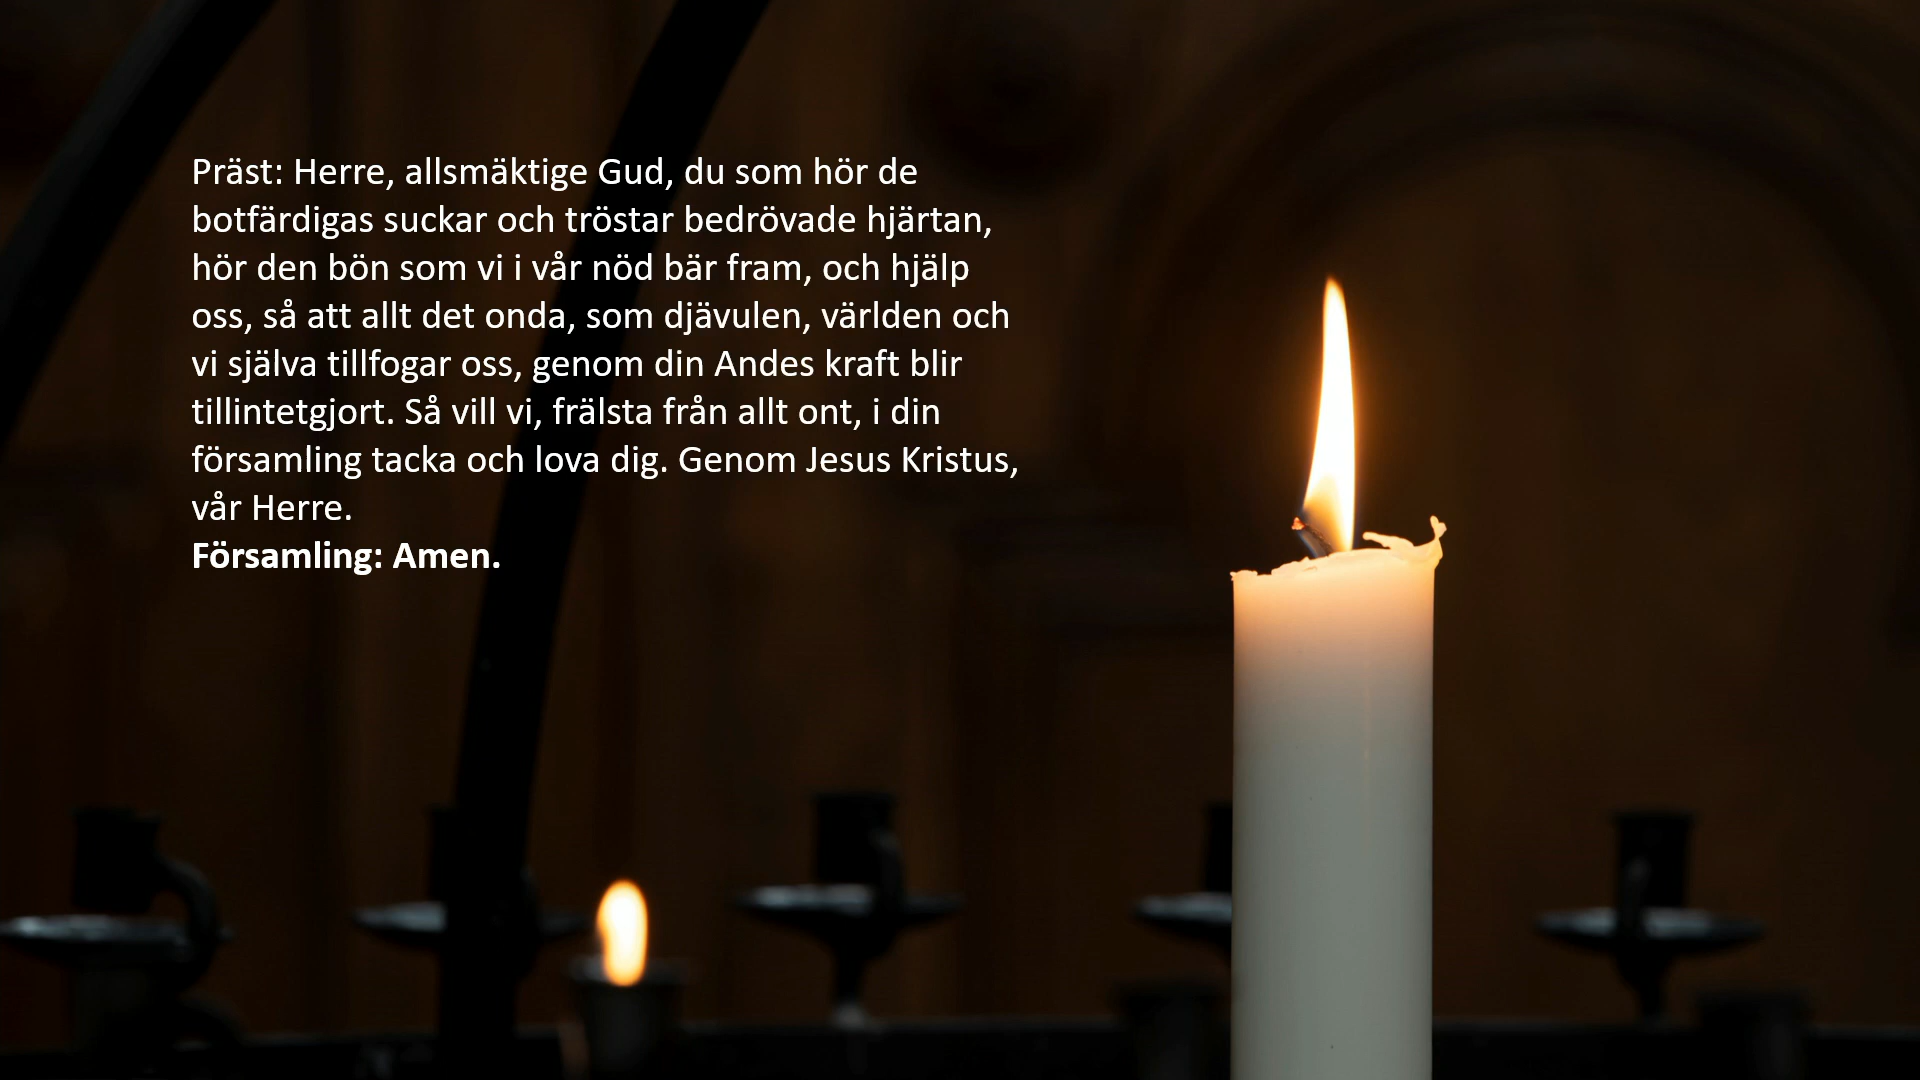 Präst: Herre, allsmäktige Gud, du som hör de
botfärdigas suckar och tröstar bedrövade hjärtan,
hör den bön som vi i vår nöd bär fram, och hjälp
oss, så att allt det onda, som djävulen, världen och
vi själva tillfogar oss, genom din Andes kraft blir
tillintetgjort. Så vill vi, frälsta från allt ont, i din
församling tacka och lova dig. Genom Jesus Kristus,
vår Herre.
Församling: Amen.